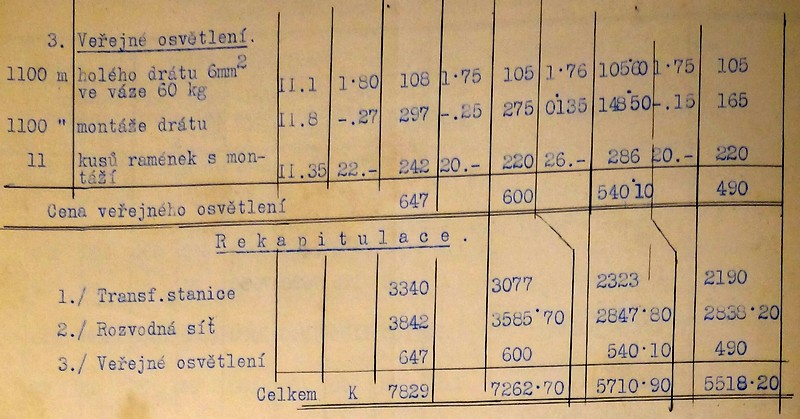 3. Veřejné osvětlení.
1100 m holého drátu 6mm2 II.1 1·80 108 1·75 105 1·76 105·60 1·75 105
ve váze 60 kg
1100 " montáže drátu II.8 -.27 297 -.25 275 0·135 148·50 -.15 165
11 kusů ramének s mon- II.35 22.- 242 20.- 220 26.- 286 20.- 220
táží
Cena veřejného osvětlení 647 600 540·10 490
Rekapitulace.
1./ Transf.stanice 3340 3077 2323 2190
2./ Rozvodná síť 3842 3585·70 2847·80 2838·20
3./ Veřejné osvětlení 647 600 540·10 490
Celkem K 7829 7262·70 5710·90 5518·20